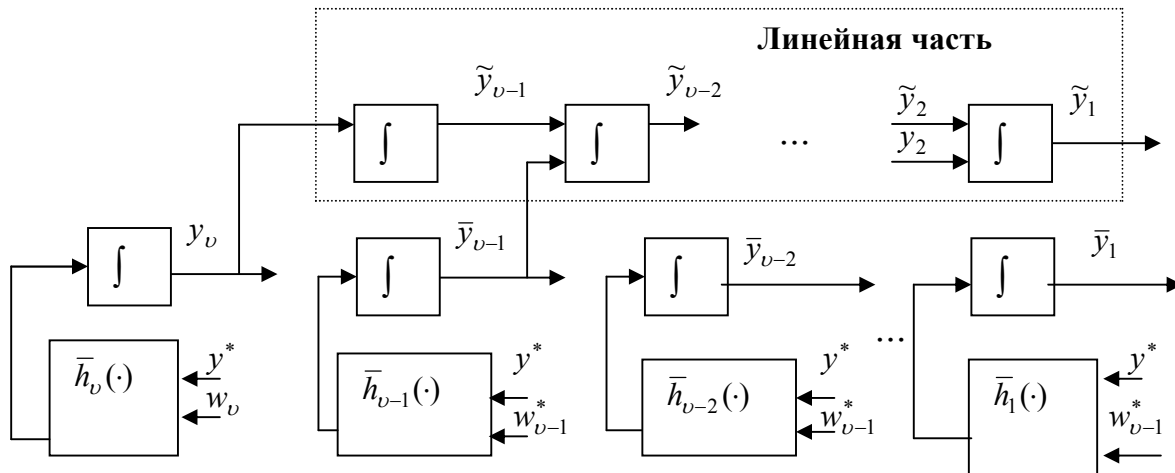 Линейная часть
ỹ_{υ−1} ỹ_{υ−2} ỹ_2 ỹ_1
∫ ∫ ... y_2 ∫
y_υ ȳ_{υ−1} ȳ_{υ−2} ȳ_1
∫ ∫ ∫ ∫
...
h̄_υ(·) y* h̄_{υ−1}(·) y* h̄_{υ−2}(·) y* h̄_1(·) y*
w_υ w*_{υ−1} w*_{υ−1} w*_{υ−1}